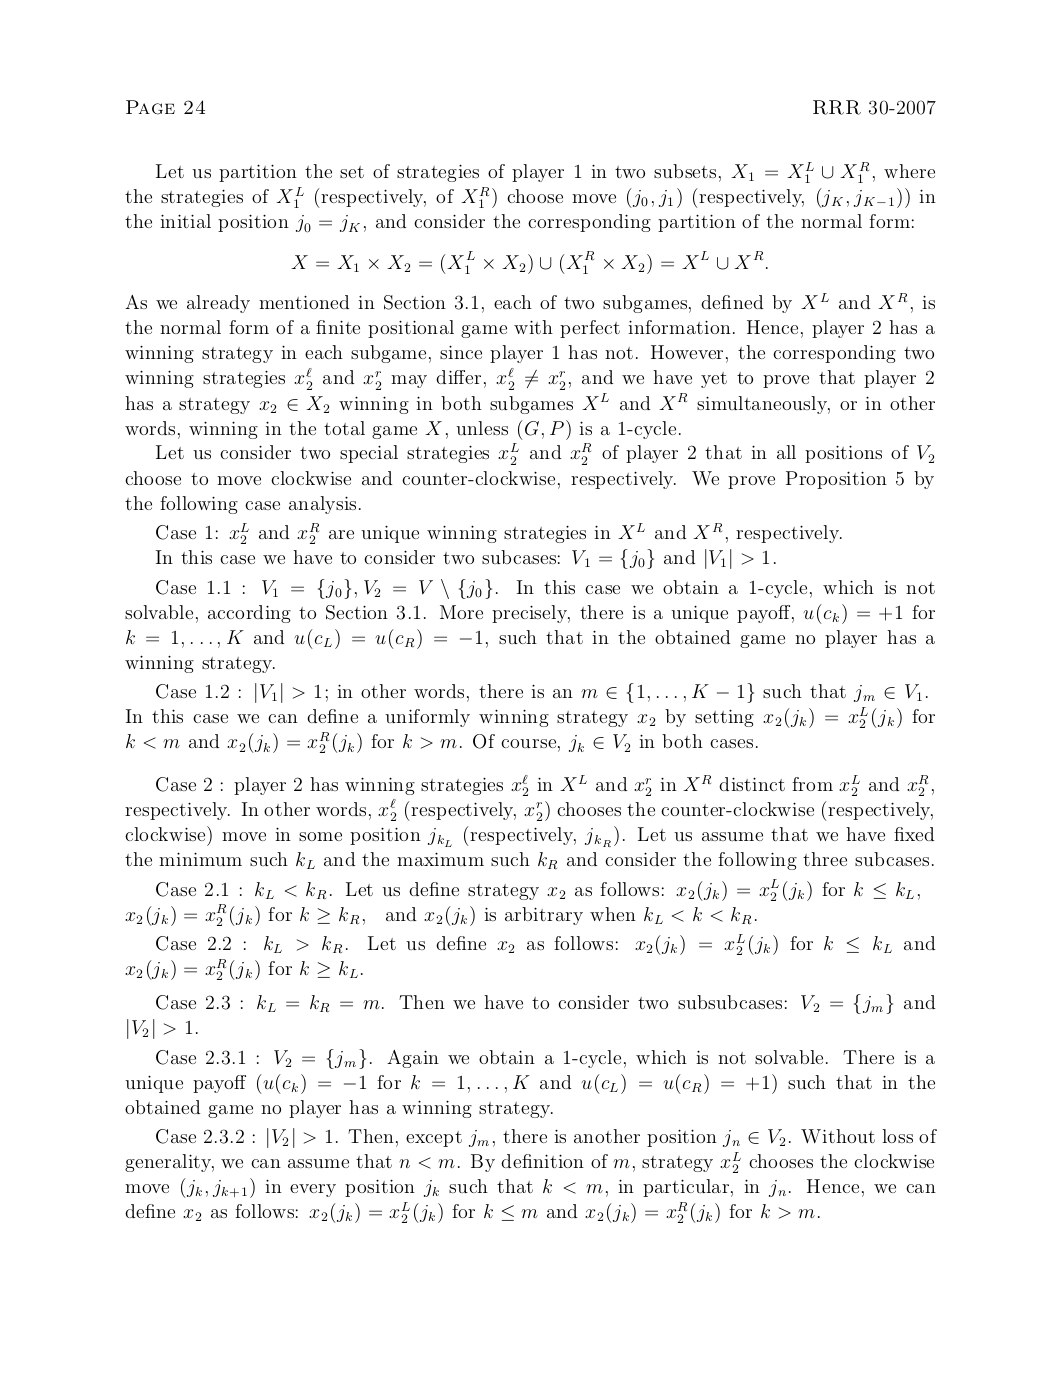 PAGE 24 RRR 30-2007
Let us partition the set of strategies of player 1 in two subsets, $X_1 = X_1^L \cup X_1^R$, where
the strategies of $X_1^L$ (respectively, of $X_1^R$) choose move $(j_0, j_1)$ (respectively, $(j_K, j_{K-1})$) in
the initial position $j_0 = j_K$, and consider the corresponding partition of the normal form:
$X = X_1 \times X_2 = (X_1^L \times X_2) \cup (X_1^R \times X_2) = X^L \cup X^R.$
As we already mentioned in Section 3.1, each of two subgames, defined by $X^L$ and $X^R$, is
the normal form of a finite positional game with perfect information. Hence, player 2 has a
winning strategy in each subgame, since player 1 has not. However, the corresponding two
winning strategies $x_2^\ell$ and $x_2^r$ may differ, $x_2^\ell \neq x_2^r$, and we have yet to prove that player 2
has a strategy $x_2 \in X_2$ winning in both subgames $X^L$ and $X^R$ simultaneously, or in other
words, winning in the total game $X$, unless $(G, P)$ is a 1-cycle.
Let us consider two special strategies $x_2^L$ and $x_2^R$ of player 2 that in all positions of $V_2$
choose to move clockwise and counter-clockwise, respectively. We prove Proposition 5 by
the following case analysis.
Case 1: $x_2^L$ and $x_2^R$ are unique winning strategies in $X^L$ and $X^R$, respectively.
In this case we have to consider two subcases: $V_1 = \{j_0\}$ and $|V_1| > 1$.
Case 1.1 : $V_1 = \{j_0\}, V_2 = V \setminus \{j_0\}$. In this case we obtain a 1-cycle, which is not
solvable, according to Section 3.1. More precisely, there is a unique payoff, $u(c_k) = +1$ for
$k = 1, \ldots, K$ and $u(c_L) = u(c_R) = -1$, such that in the obtained game no player has a
winning strategy.
Case 1.2 : $|V_1| > 1$; in other words, there is an $m \in \{1, \ldots, K-1\}$ such that $j_m \in V_1$.
In this case we can define a uniformly winning strategy $x_2$ by setting $x_2(j_k) = x_2^L(j_k)$ for
$k < m$ and $x_2(j_k) = x_2^R(j_k)$ for $k > m$. Of course, $j_k \in V_2$ in both cases.
Case 2 : player 2 has winning strategies $x_2^\ell$ in $X^L$ and $x_2^r$ in $X^R$ distinct from $x_2^L$ and $x_2^R$,
respectively. In other words, $x_2^\ell$ (respectively, $x_2^r$) chooses the counter-clockwise (respectively,
clockwise) move in some position $j_{k_L}$ (respectively, $j_{k_R}$). Let us assume that we have fixed
the minimum such $k_L$ and the maximum such $k_R$ and consider the following three subcases.
Case 2.1 : $k_L < k_R$. Let us define strategy $x_2$ as follows: $x_2(j_k) = x_2^L(j_k)$ for $k \leq k_L$,
$x_2(j_k) = x_2^R(j_k)$ for $k \geq k_R$, and $x_2(j_k)$ is arbitrary when $k_L < k < k_R$.
Case 2.2 : $k_L > k_R$. Let us define $x_2$ as follows: $x_2(j_k) = x_2^L(j_k)$ for $k \leq k_L$ and
$x_2(j_k) = x_2^R(j_k)$ for $k \geq k_L$.
Case 2.3 : $k_L = k_R = m$. Then we have to consider two subsubcases: $V_2 = \{j_m\}$ and
$|V_2| > 1$.
Case 2.3.1 : $V_2 = \{j_m\}$. Again we obtain a 1-cycle, which is not solvable. There is a
unique payoff ($u(c_k) = -1$ for $k = 1, \ldots, K$ and $u(c_L) = u(c_R) = +1$) such that in the
obtained game no player has a winning strategy.
Case 2.3.2 : $|V_2| > 1$. Then, except $j_m$, there is another position $j_n \in V_2$. Without loss of
generality, we can assume that $n < m$. By definition of $m$, strategy $x_2^L$ chooses the clockwise
move $(j_k, j_{k+1})$ in every position $j_k$ such that $k < m$, in particular, in $j_n$. Hence, we can
define $x_2$ as follows: $x_2(j_k) = x_2^L(j_k)$ for $k \leq m$ and $x_2(j_k) = x_2^R(j_k)$ for $k > m$.